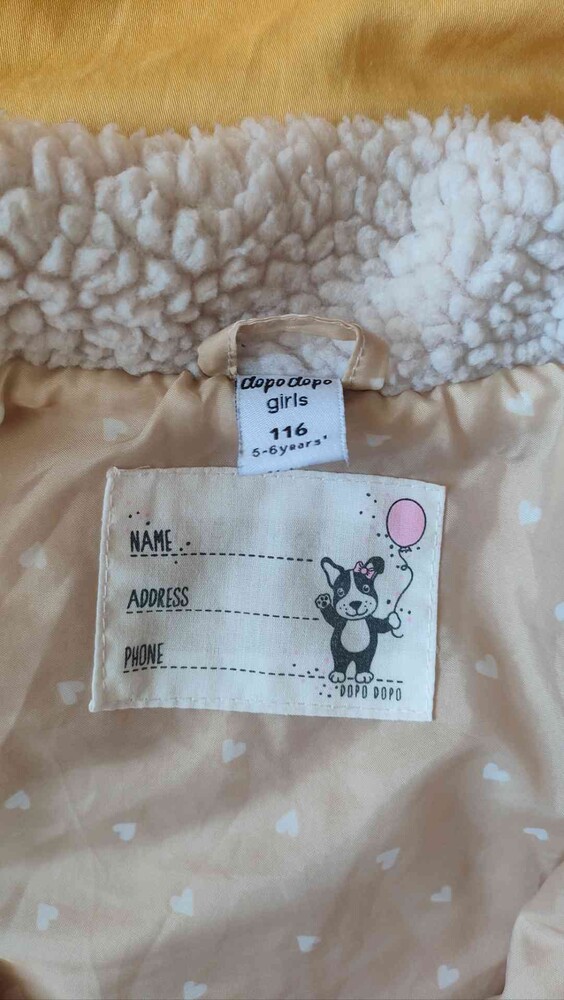 dopo dopo
girls
116
5-6years'
NAME
ADDRESS
PHONE
DOPO DOPO